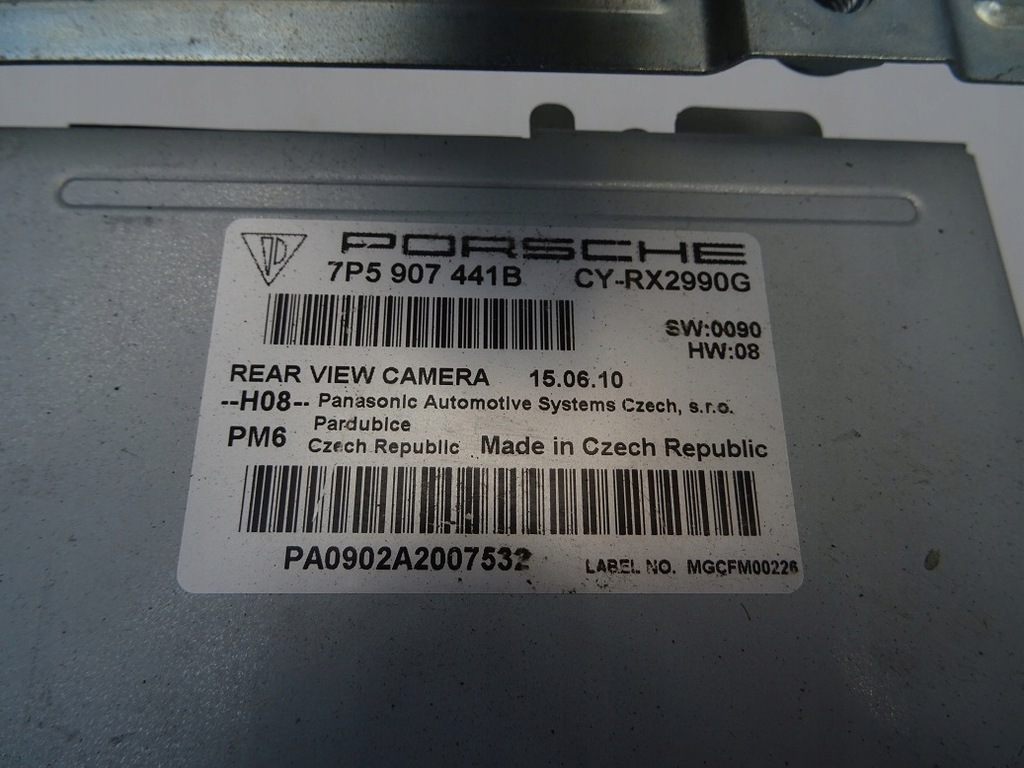 PORSCHE
7P5 907 441B CY-RX2990G
SW:0090
HW:08
REAR VIEW CAMERA 15.06.10
--H08-- Panasonic Automotive Systems Czech, s.r.o.
Pardubice
PM6 Czech Republic Made in Czech Republic
PA0902A2007532
LABEL NO. MGCFM00226